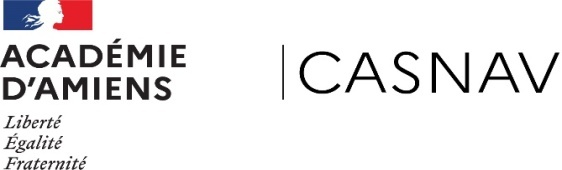 ACADÉMIE
D'AMIENS
Liberté
Égalité
Fraternité
CASNAV